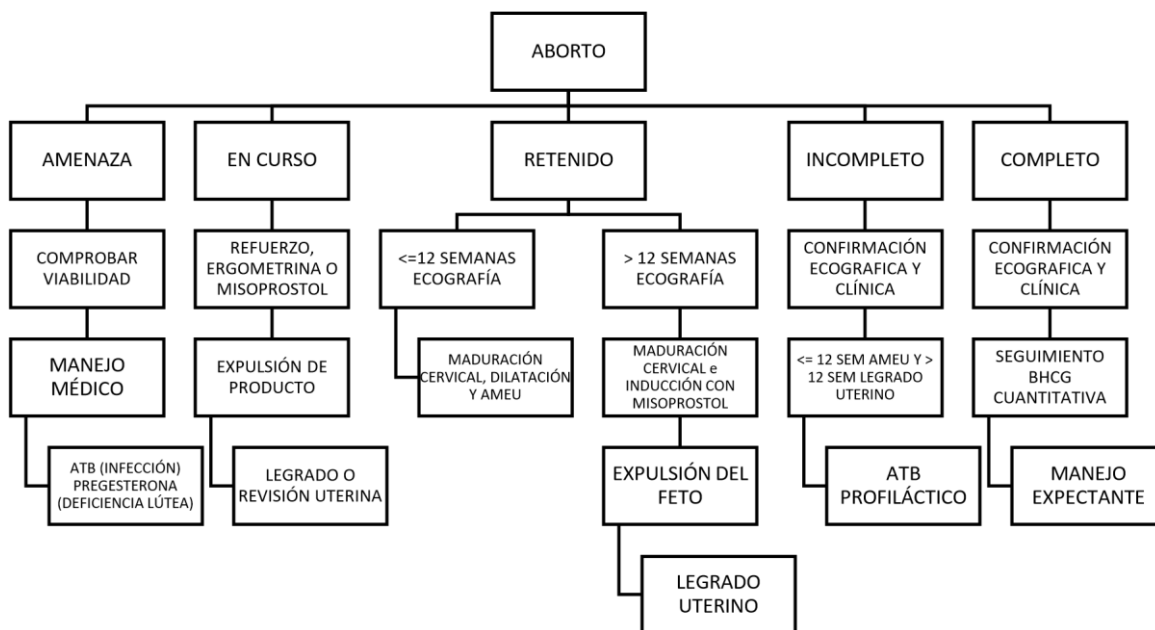 ABORTO
AMENAZA
EN CURSO
RETENIDO
INCOMPLETO
COMPLETO
COMPROBAR
VIABILIDAD
REFUERZO,
ERGOMETRINA O
MISOPROSTOL
<=12 SEMANAS
ECOGRAFÍA
> 12 SEMANAS
ECOGRAFÍA
CONFIRMACIÓN
ECOGRAFICA Y
CLÍNICA
CONFIRMACIÓN
ECOGRAFICA Y
CLÍNICA
MANEJO
MÉDICO
EXPULSIÓN DE
PRODUCTO
MADURACIÓN
CERVICAL, DILATACIÓN
Y AMEU
MADURACIÓN
CERVICAL e
INDUCCIÓN CON
MISOPROSTOL
<= 12 SEM AMEU Y >
12 SEM LEGRADO
UTERINO
SEGUIMIENTO
BHCG
CUANTITATIVA
ATB (INFECCIÓN)
PREGESTERONA
(DEFICIENCIA LÚTEA)
LEGRADO O
REVISIÓN UTERINA
EXPULSIÓN DEL
FETO
ATB
PROFILÁCTICO
MANEJO
EXPECTANTE
LEGRADO
UTERINO